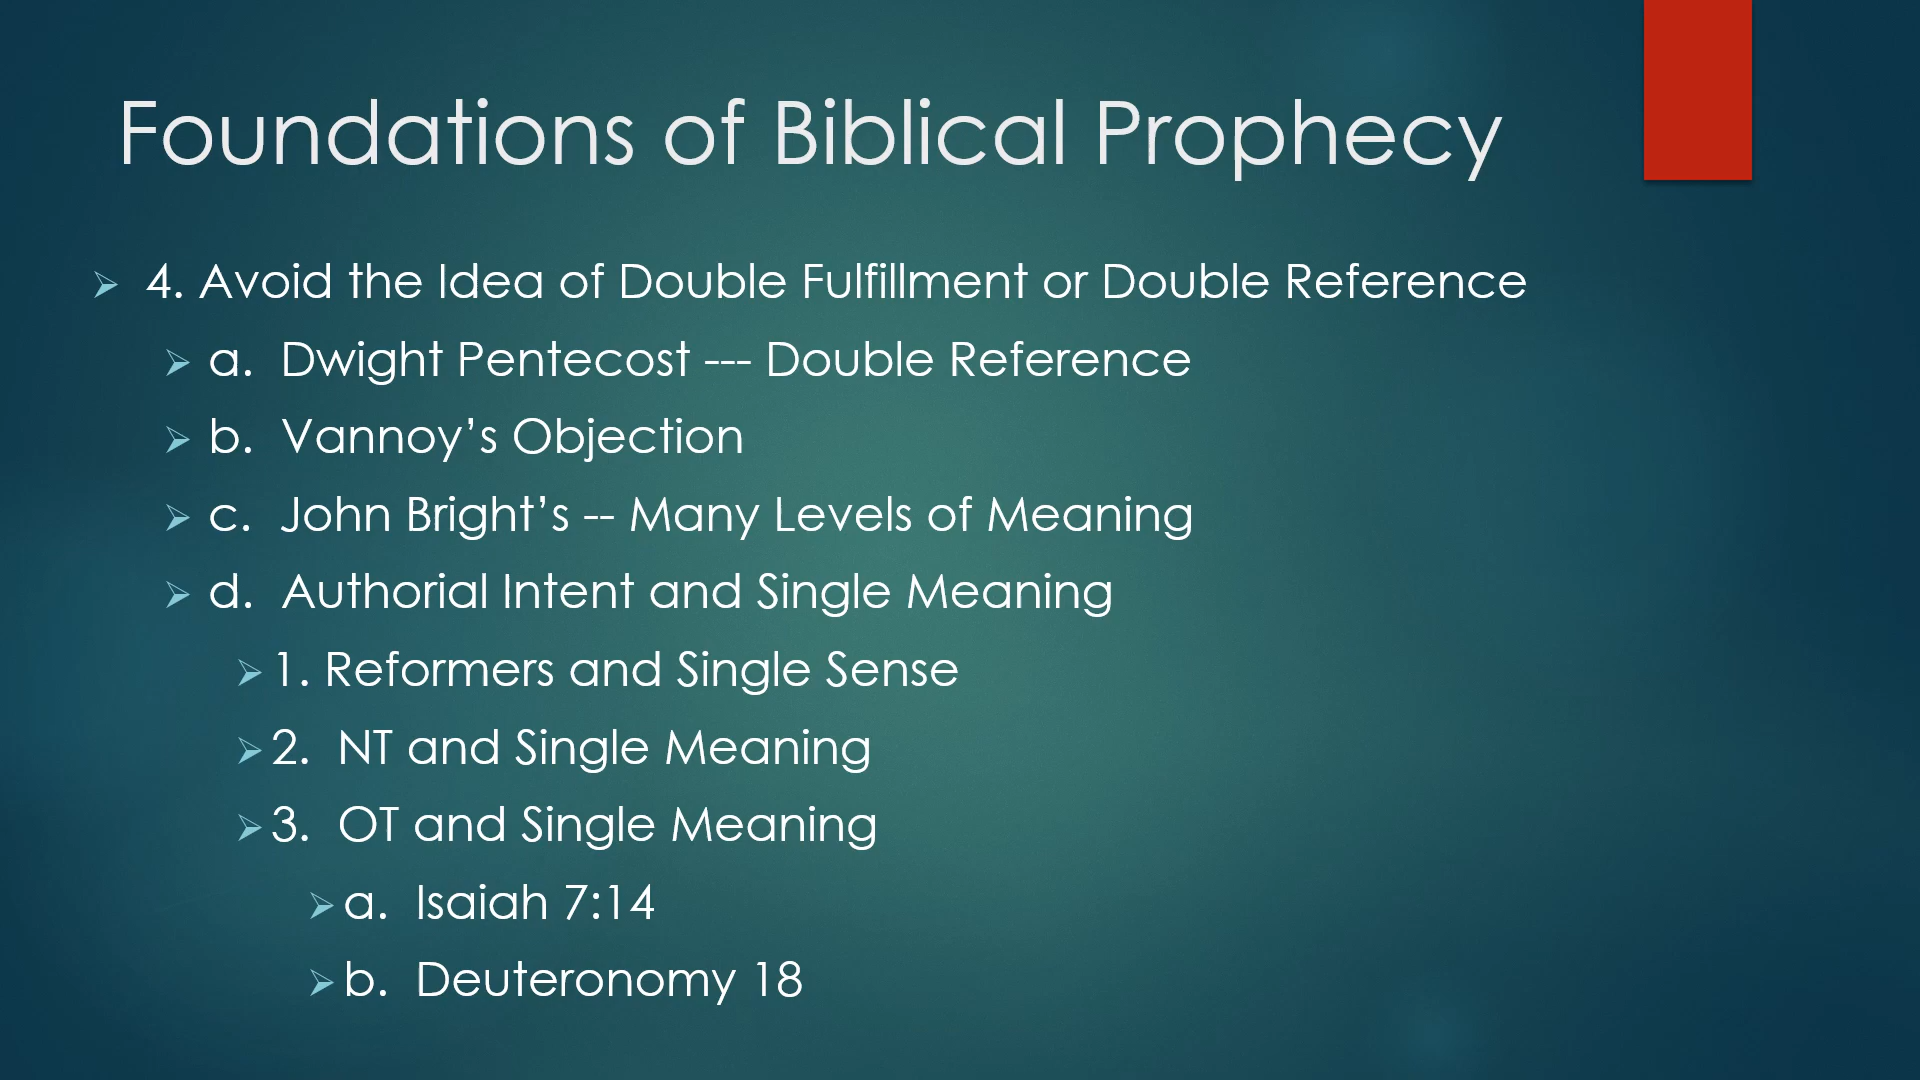 Foundations of Biblical Prophecy
4. Avoid the Idea of Double Fulfillment or Double Reference
a. Dwight Pentecost --- Double Reference
b. Vannoy’s Objection
c. John Bright’s -- Many Levels of Meaning
d. Authorial Intent and Single Meaning
1. Reformers and Single Sense
2. NT and Single Meaning
3. OT and Single Meaning
a. Isaiah 7:14
b. Deuteronomy 18